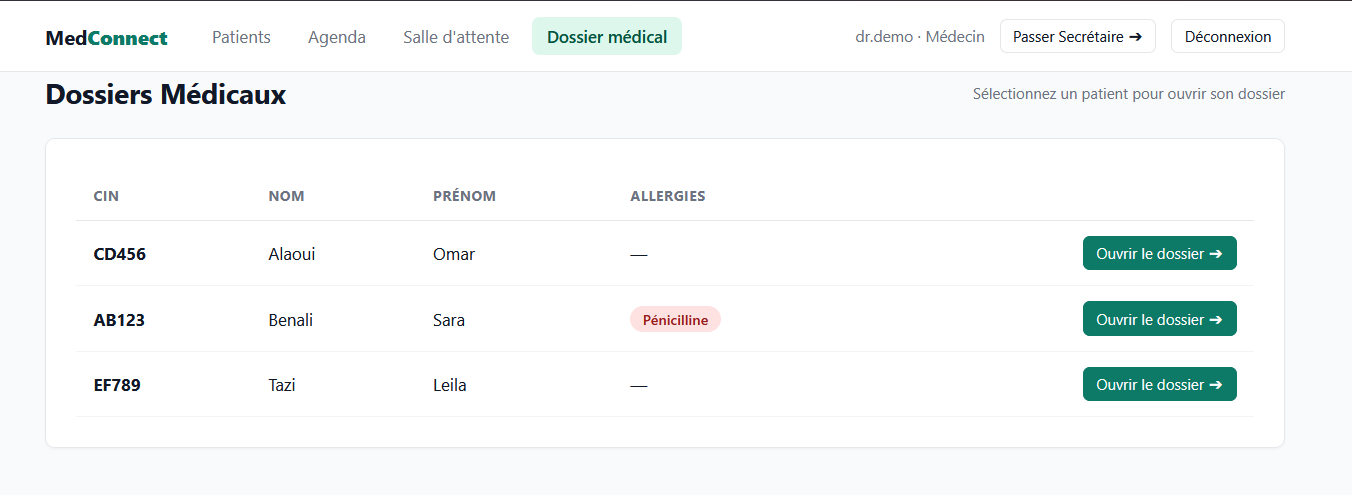 MedConnect Patients Agenda Salle d'attente Dossier médical dr.demo · Médecin Passer Secrétaire ➔ Déconnexion
Dossiers Médicaux Sélectionnez un patient pour ouvrir son dossier
CIN NOM PRÉNOM ALLERGIES
CD456 Alaoui Omar — Ouvrir le dossier ➔
AB123 Benali Sara Pénicilline Ouvrir le dossier ➔
EF789 Tazi Leila — Ouvrir le dossier ➔